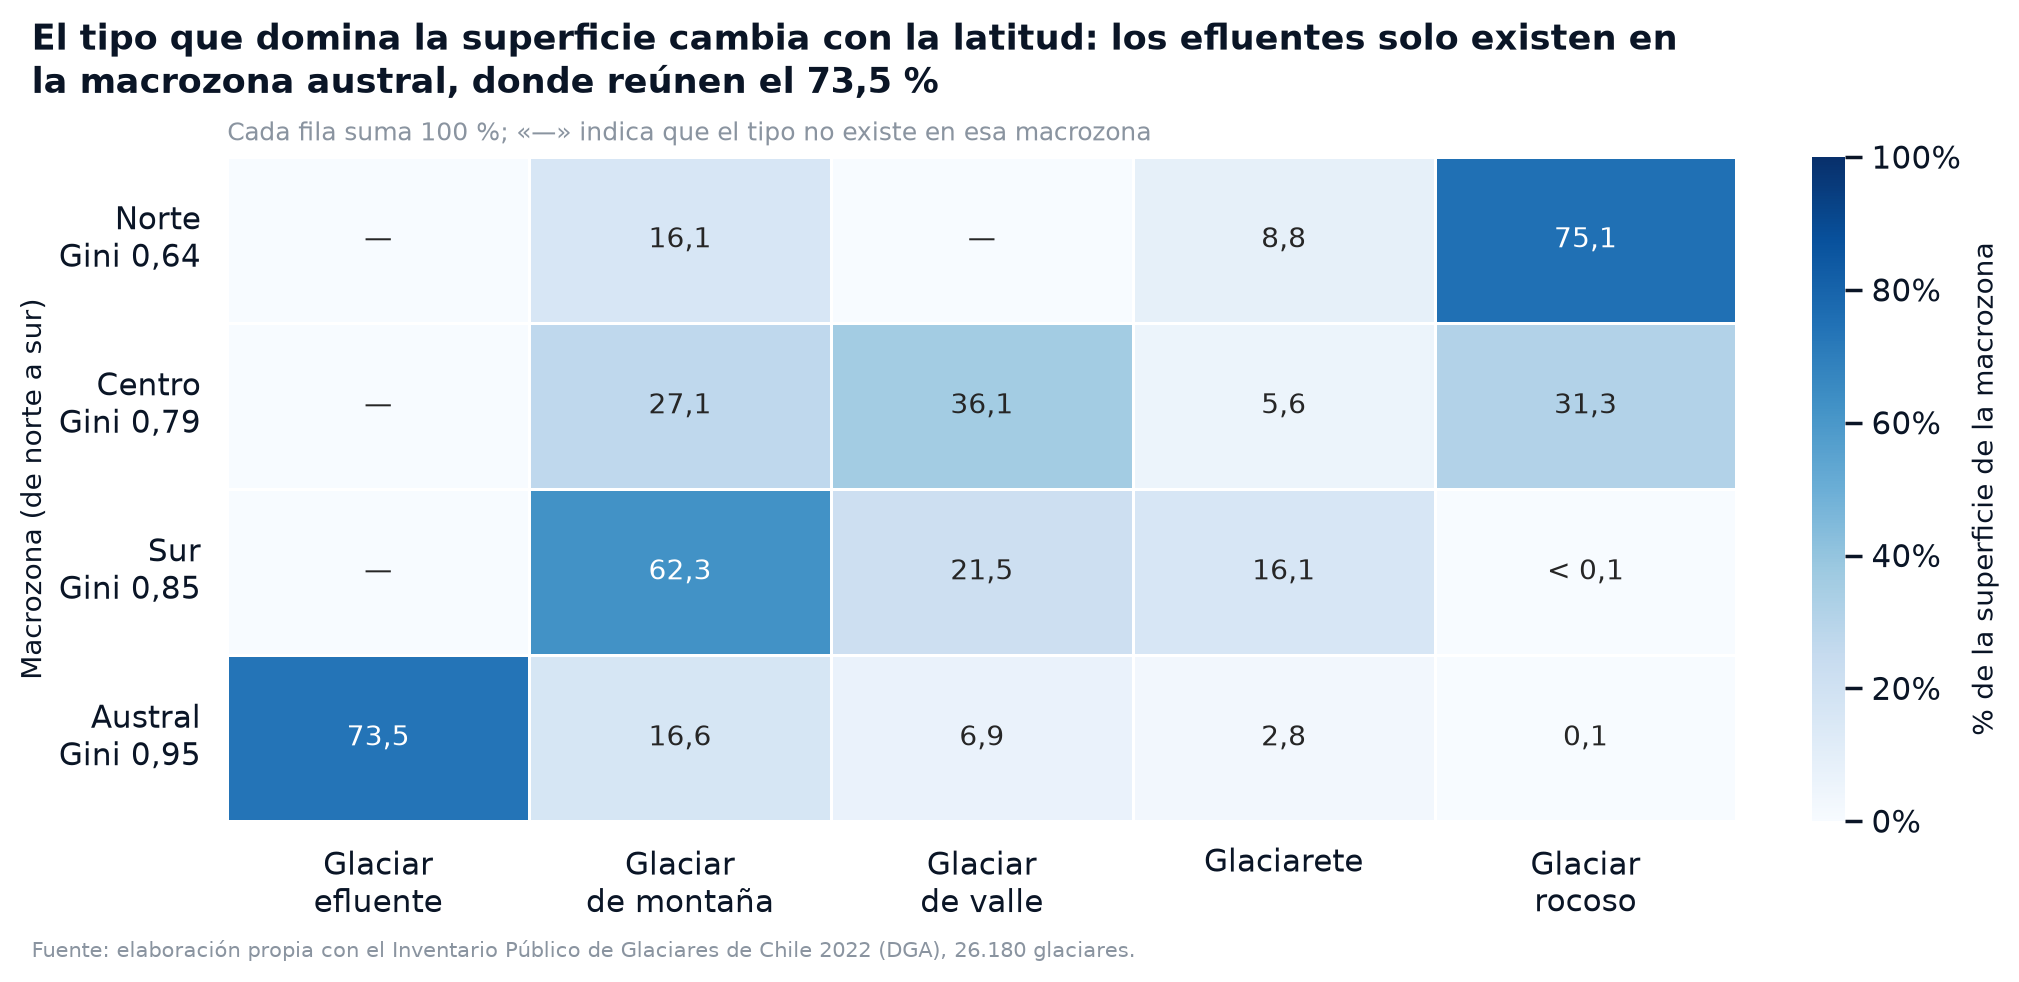 El tipo que domina la superficie cambia con la latitud: los efluentes solo existen en
la macrozona austral, donde reúnen el 73,5 %
Cada fila suma 100 %; «—» indica que el tipo no existe en esa macrozona
Macrozona (de norte a sur)
Norte
Gini 0,64
— 16,1 — 8,8 75,1
Centro
Gini 0,79
— 27,1 36,1 5,6 31,3
Sur
Gini 0,85
— 62,3 21,5 16,1 < 0,1
Austral
Gini 0,95
73,5 16,6 6,9 2,8 0,1
Glaciar
efluente
Glaciar
de montaña
Glaciar
de valle
Glaciarete
Glaciar
rocoso
100%
80%
60%
40%
20%
0%
% de la superficie de la macrozona
Fuente: elaboración propia con el Inventario Público de Glaciares de Chile 2022 (DGA), 26.180 glaciares.